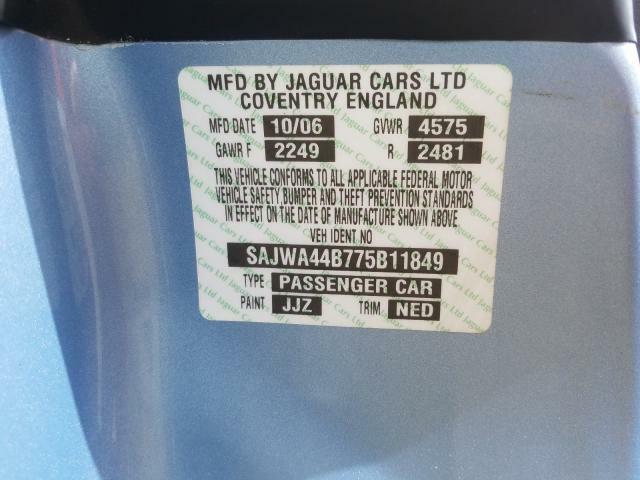 MFD BY JAGUAR CARS LTD
COVENTRY ENGLAND
MFD DATE 10/06 GVWR 4575
GAWR F 2249 R 2481
THIS VEHICLE CONFORMS TO ALL APPLICABLE FEDERAL MOTOR
VEHICLE SAFETY BUMPER AND THEFT PREVENTION STANDARDS
IN EFFECT ON THE DATE OF MANUFACTURE SHOWN ABOVE
VEH IDENT NO
SAJWA44B775B11849
TYPE PASSENGER CAR
PAINT JJZ TRIM NED